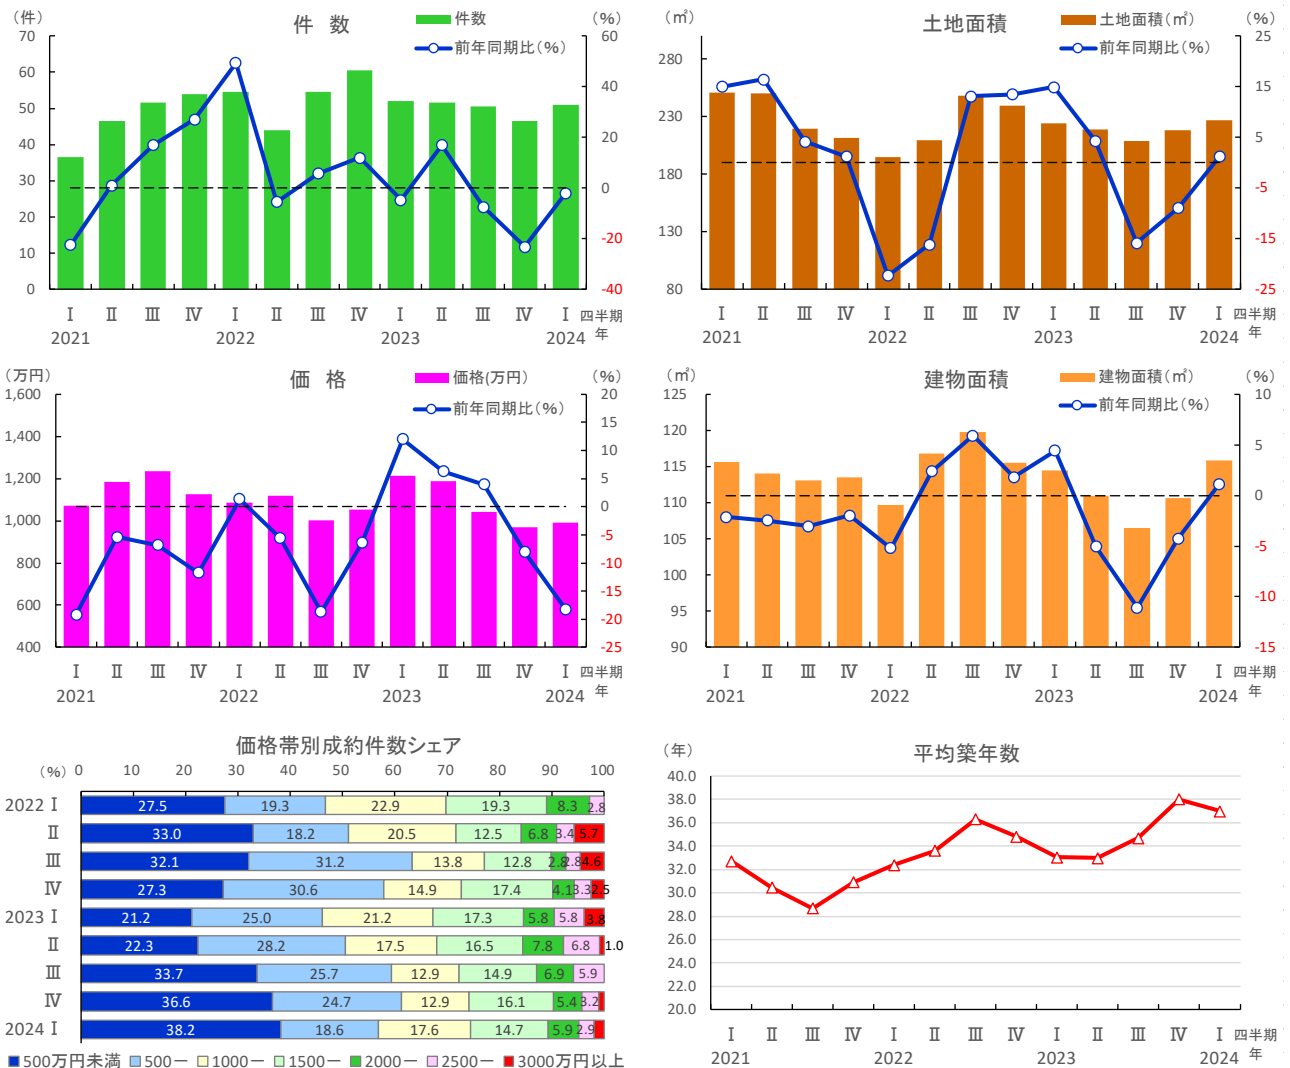 件　数
(件)
(%)
件数
前年同期比(%)
70
60
50
40
30
20
10
0
60
40
20
0
-20
-40
Ⅰ Ⅱ Ⅲ Ⅳ Ⅰ Ⅱ Ⅲ Ⅳ Ⅰ Ⅱ Ⅲ Ⅳ Ⅰ 四半期
2021 2022 2023 2024 年
土地面積
(㎡)
(%)
土地面積(㎡)
前年同期比(%)
280
230
180
130
80
25
15
5
-5
-15
-25
Ⅰ Ⅱ Ⅲ Ⅳ Ⅰ Ⅱ Ⅲ Ⅳ Ⅰ Ⅱ Ⅲ Ⅳ Ⅰ 四半期
2021 2022 2023 2024 年
価　格
(万円)
(%)
価格(万円)
前年同期比(%)
1,600
1,400
1,200
1,000
800
600
400
20
15
10
5
0
-5
-10
-15
-20
-25
Ⅰ Ⅱ Ⅲ Ⅳ Ⅰ Ⅱ Ⅲ Ⅳ Ⅰ Ⅱ Ⅲ Ⅳ Ⅰ 四半期
2021 2022 2023 2024 年
建物面積
(㎡)
(%)
建物面積(㎡)
前年同期比(%)
125
120
115
110
105
100
95
90
10
5
0
-5
-10
-15
Ⅰ Ⅱ Ⅲ Ⅳ Ⅰ Ⅱ Ⅲ Ⅳ Ⅰ Ⅱ Ⅲ Ⅳ Ⅰ 四半期
2021 2022 2023 2024 年
価格帯別成約件数シェア
(%) 0 10 20 30 40 50 60 70 80 90 100
2022 Ⅰ 27.5 19.3 22.9 19.3 8.3 2.8
Ⅱ 33.0 18.2 20.5 12.5 6.8 3.4 5.7
Ⅲ 32.1 31.2 13.8 12.8 2.8 2.8 4.6
Ⅳ 27.3 30.6 14.9 17.4 4.1 3.3 2.5
2023 Ⅰ 21.2 25.0 21.2 17.3 5.8 5.8 3.8
Ⅱ 22.3 28.2 17.5 16.5 7.8 6.8 1.0
Ⅲ 33.7 25.7 12.9 14.9 6.9 5.9
Ⅳ 36.6 24.7 12.9 16.1 5.4 3.2
2024 Ⅰ 38.2 18.6 17.6 14.7 5.9 2.9
500万円未満 500ー 1000ー 1500ー 2000ー 2500ー 3000万円以上
平均築年数
(年)
40.0
38.0
36.0
34.0
32.0
30.0
28.0
26.0
24.0
22.0
20.0
Ⅰ Ⅱ Ⅲ Ⅳ Ⅰ Ⅱ Ⅲ Ⅳ Ⅰ Ⅱ Ⅲ Ⅳ Ⅰ 四半期
2021 2022 2023 2024 年